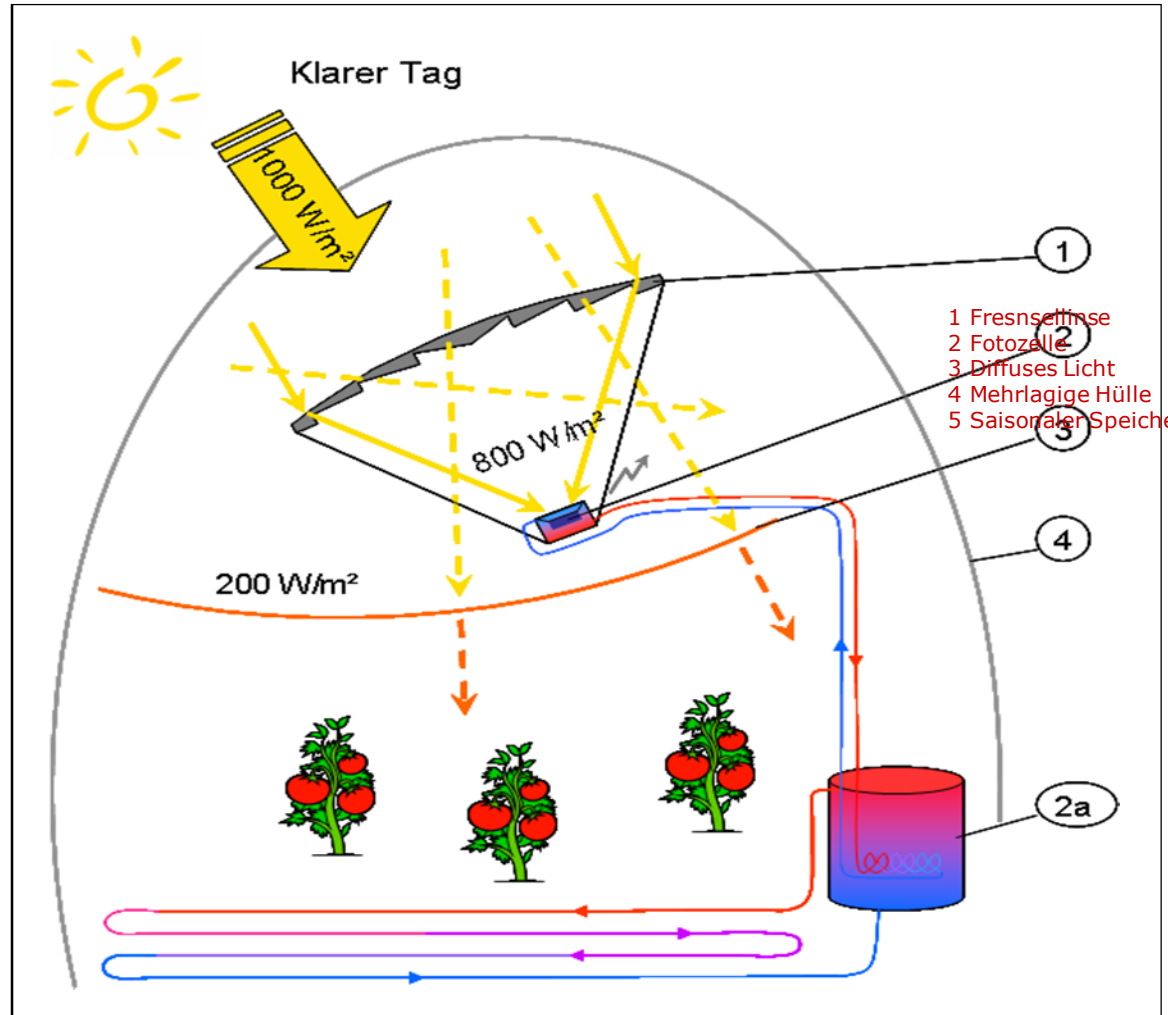 Klarer Tag
1000 W/m²
1
1 Fresnsellinse
2
2 Fotozelle
3 Diffuses Licht
4 Mehrlagige Hülle
5 Saisonaler Speiche
3
800 W/m²
4
200 W/m²
2a